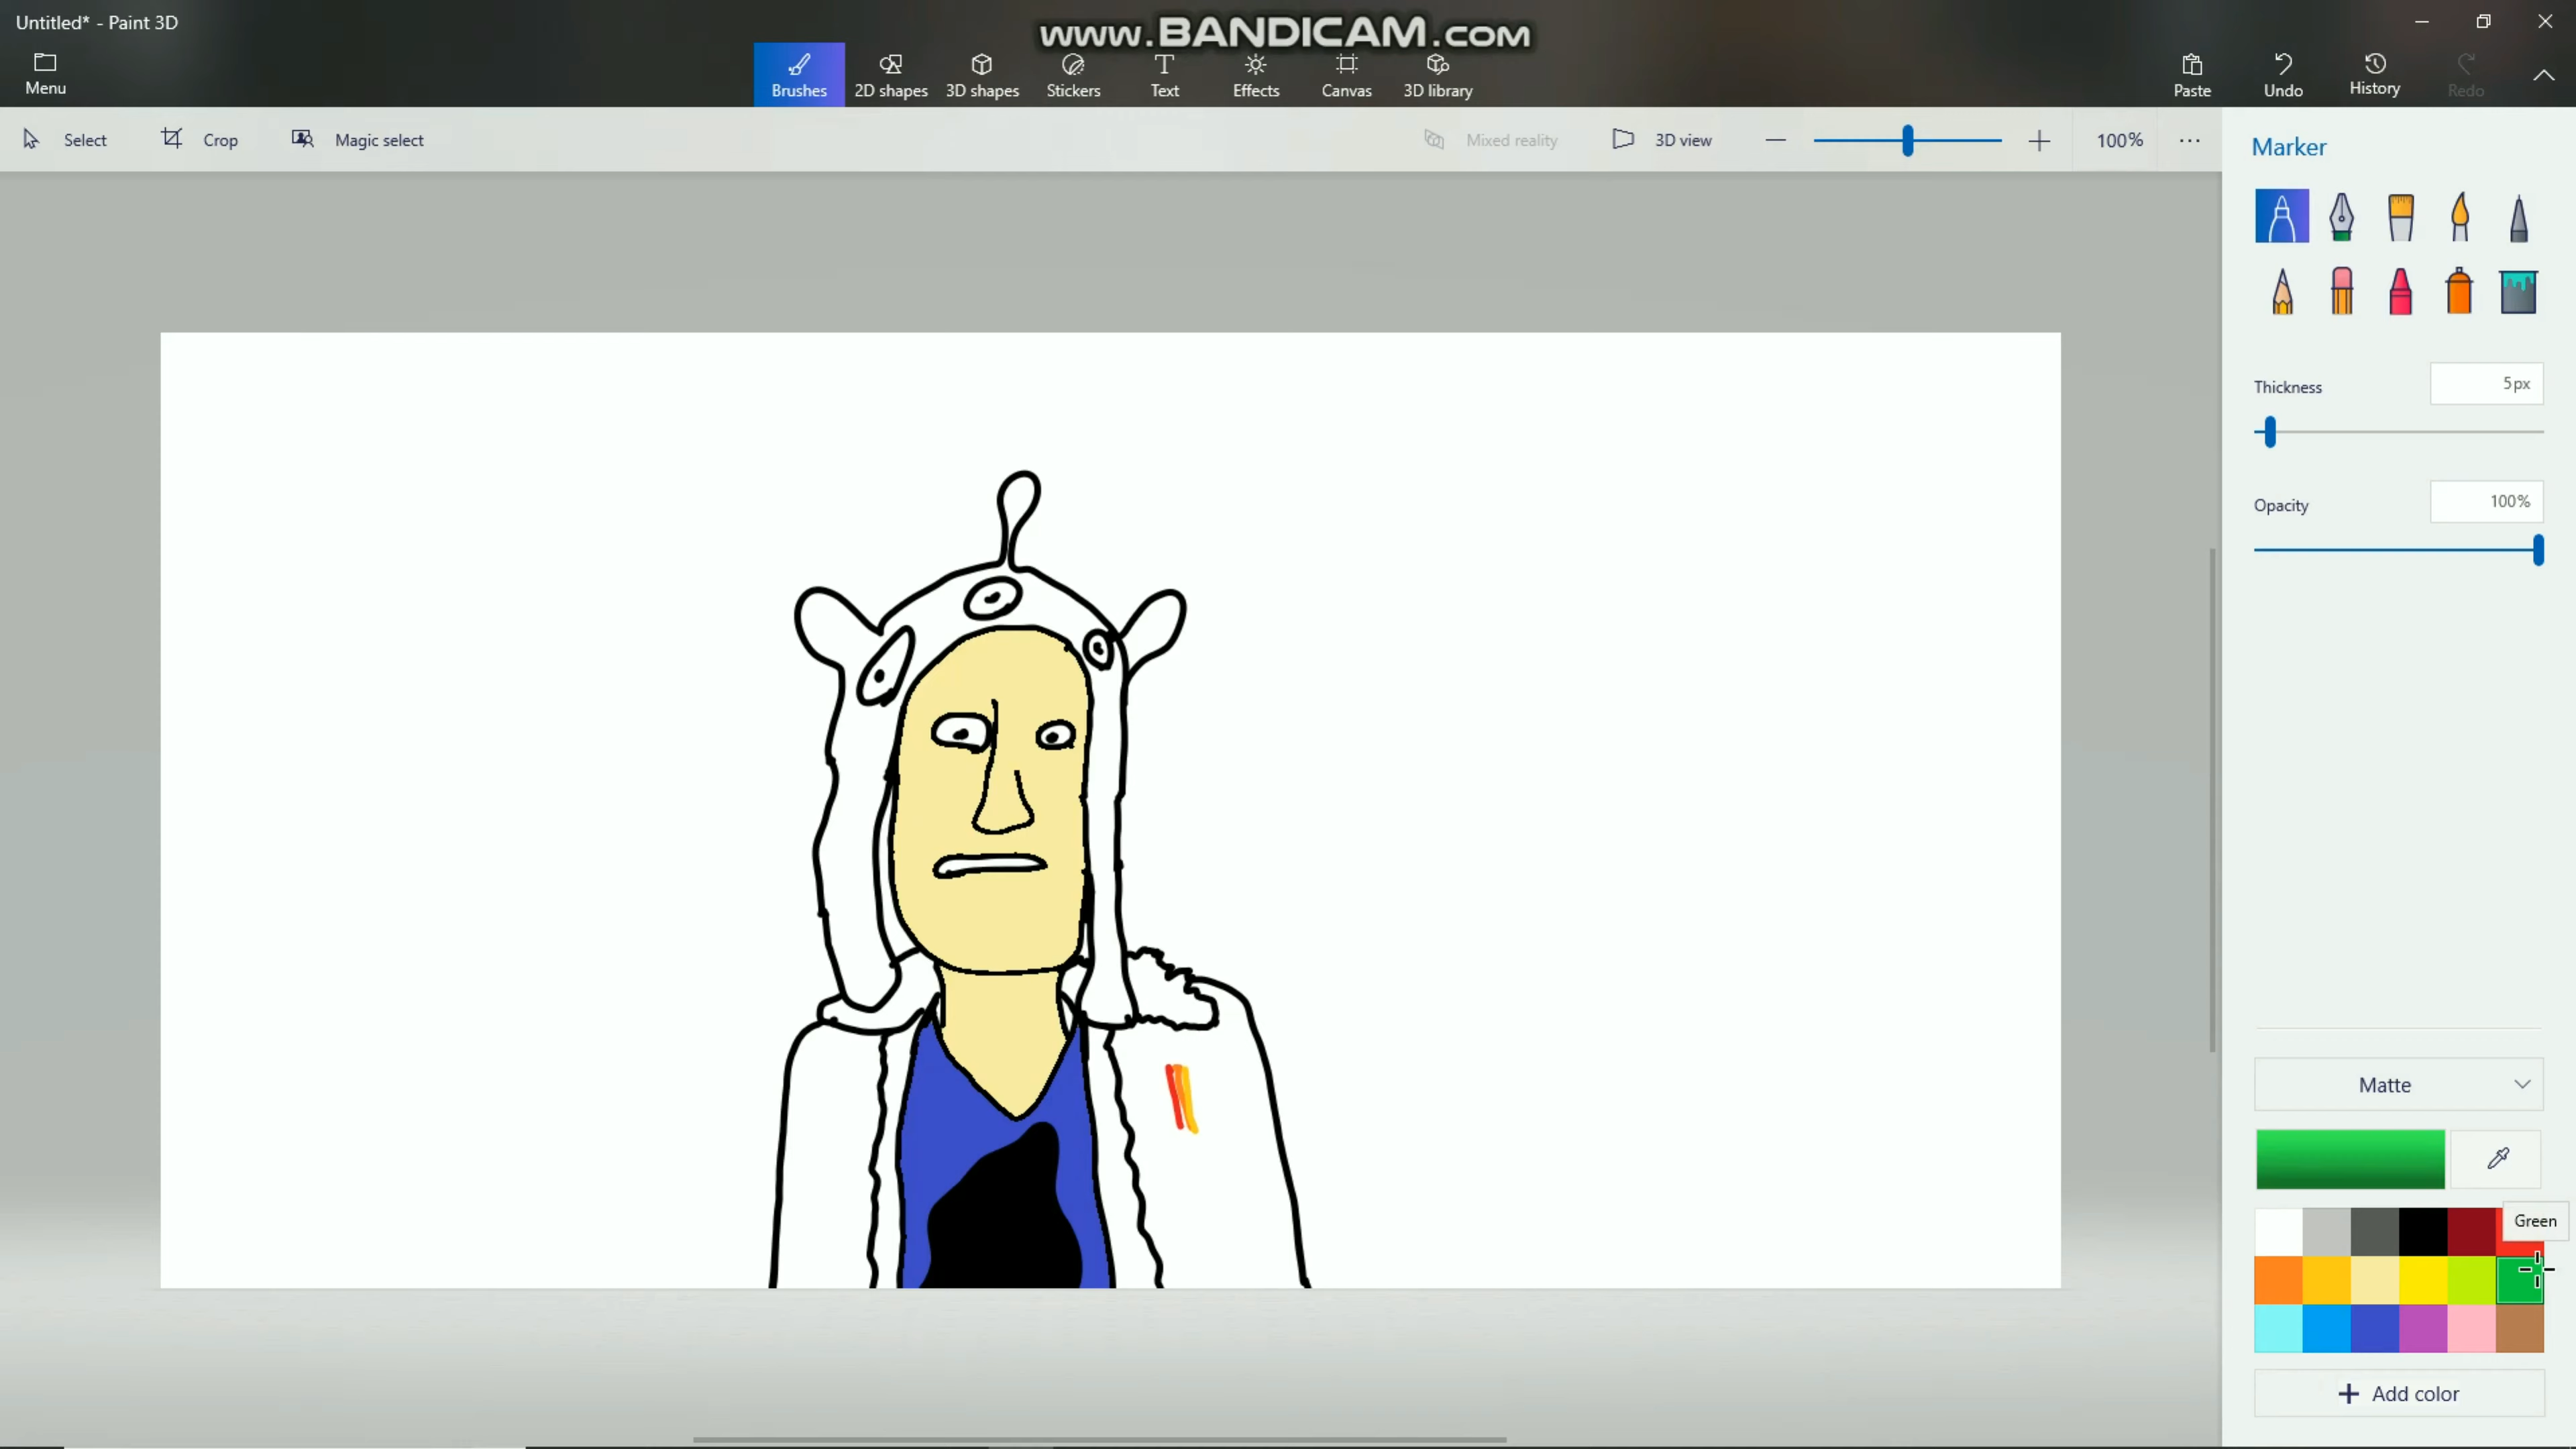 Untitled* - Paint 3D
www.BANDICAM.com
Menu
Brushes
2D shapes
3D shapes
Stickers
Text
Effects
Canvas
3D library
Paste
Undo
History
Redo
Select
Crop
Magic select
Mixed reality
3D view
100%
Marker
Thickness
5px
Opacity
100%
Matte
Green
Add color